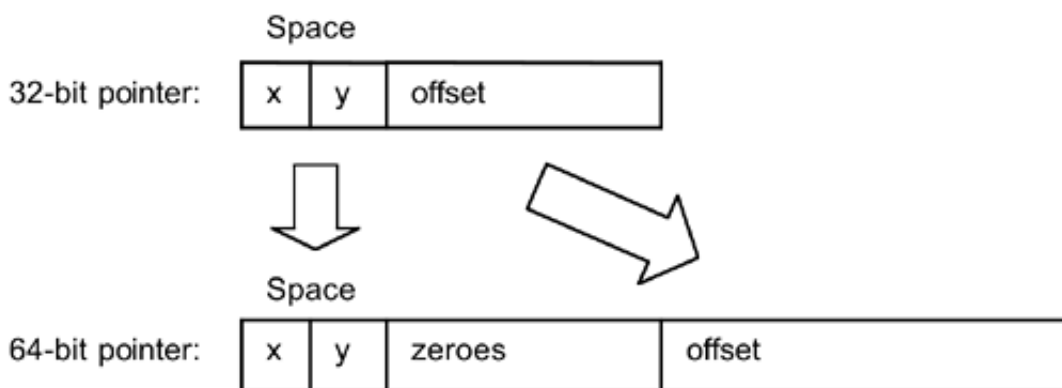 Space
32-bit pointer: x y offset
Space
64-bit pointer: x y zeroes offset